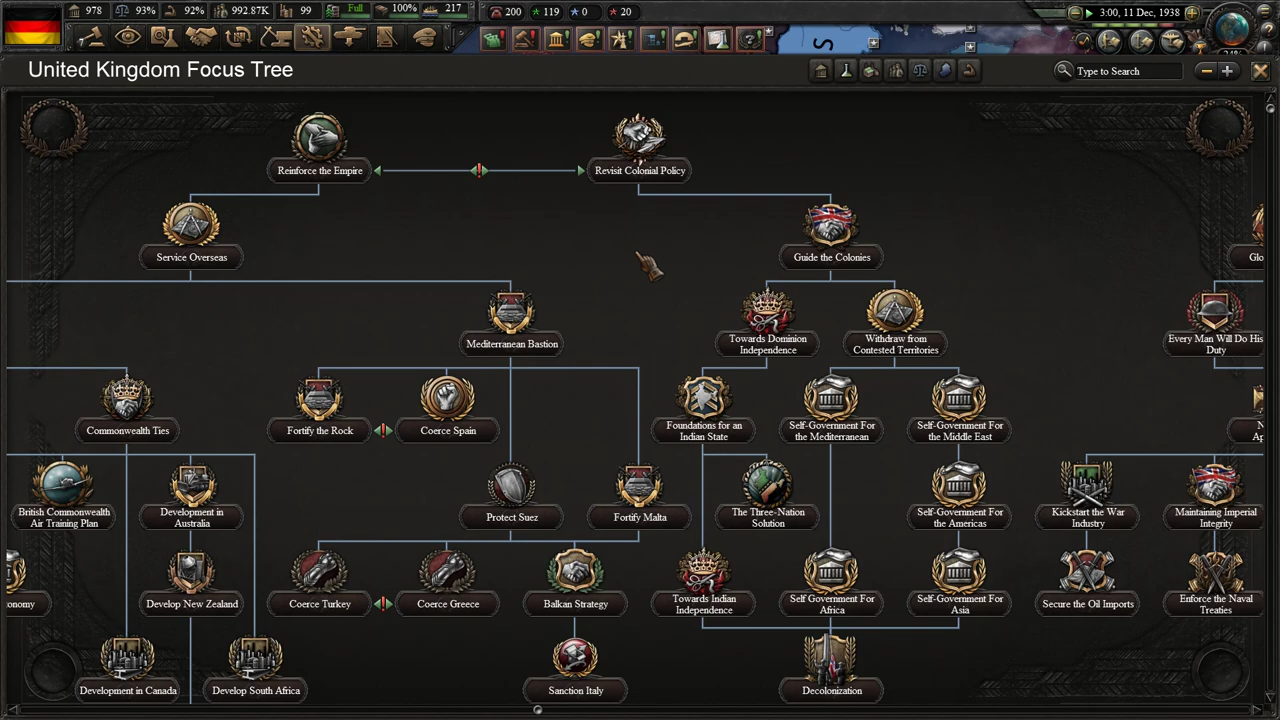 978
93%
92%
992.87K
99
Full
100%
217
200
119
0
20
3:00, 11 Dec, 1938
United Kingdom Focus Tree
Type to Search
Reinforce the Empire
Revisit Colonial Policy
Service Overseas
Guide the Colonies
Glo
Mediterranean Bastion
Towards Dominion
Independence
Withdraw from
Contested Territories
Every Man Will Do His
Duty
Commonwealth Ties
Fortify the Rock
Coerce Spain
Foundations for an
Indian State
Self-Government For
the Mediterranean
Self-Government For
the Middle East
N
Ap
British Commonwealth
Air Training Plan
Development in
Australia
Protect Suez
Fortify Malta
The Three-Nation
Solution
Self-Government For
the Americas
Kickstart the War
Industry
Maintaining Imperial
Integrity
onomy
Develop New Zealand
Coerce Turkey
Coerce Greece
Balkan Strategy
Towards Indian
Independence
Self Government For
Africa
Self-Government For
Asia
Secure the Oil Imports
Enforce the Naval
Treaties
Development in Canada
Develop South Africa
Sanction Italy
Decolonization